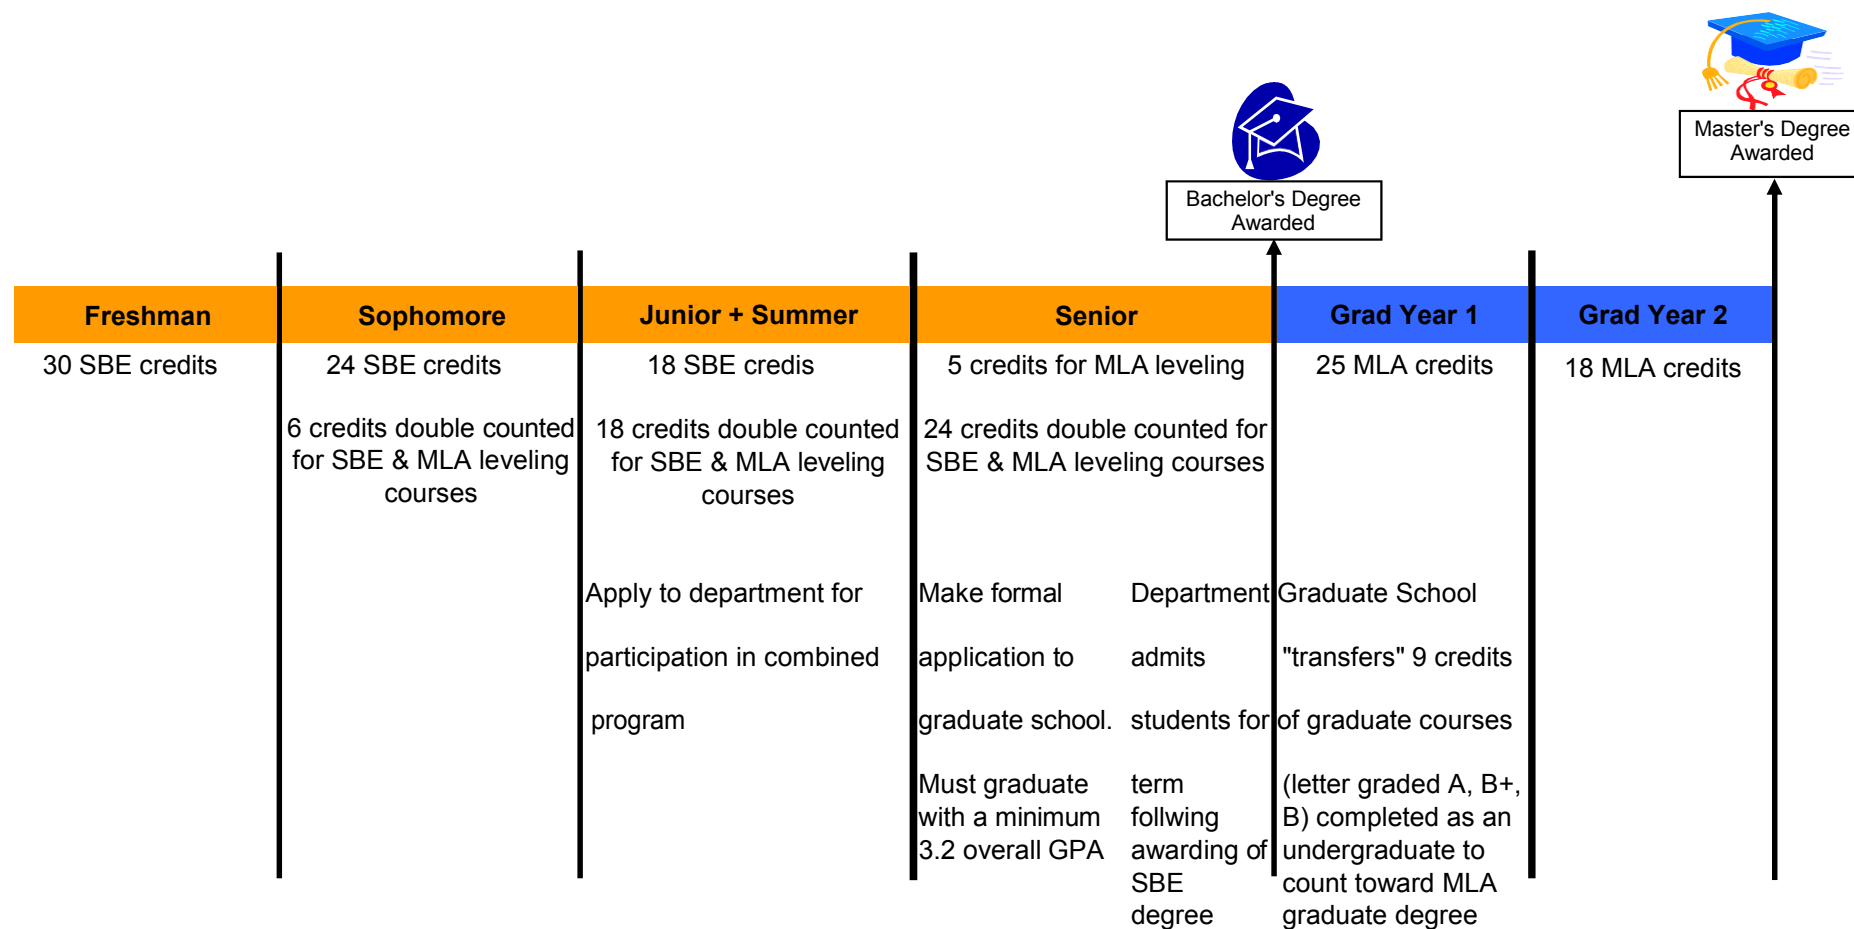 Master's Degree
Awarded
Bachelor's Degree
Awarded
Freshman
Sophomore
Junior + Summer
Senior
Grad Year 1
Grad Year 2
30 SBE credits
24 SBE credits
6 credits double counted
for SBE & MLA leveling
courses
18 SBE credis
18 credits double counted
for SBE & MLA leveling
courses
Apply to department for
participation in combined
program
5 credits for MLA leveling
24 credits double counted for
SBE & MLA leveling courses
Make formal
application to
graduate school.
Must graduate
with a minimum
3.2 overall GPA
Department
admits
students for
term
follwing
awarding of
SBE
degree
25 MLA credits
Graduate School
"transfers" 9 credits
of graduate courses
(letter graded A, B+,
B) completed as an
undergraduate to
count toward MLA
graduate degree
18 MLA credits